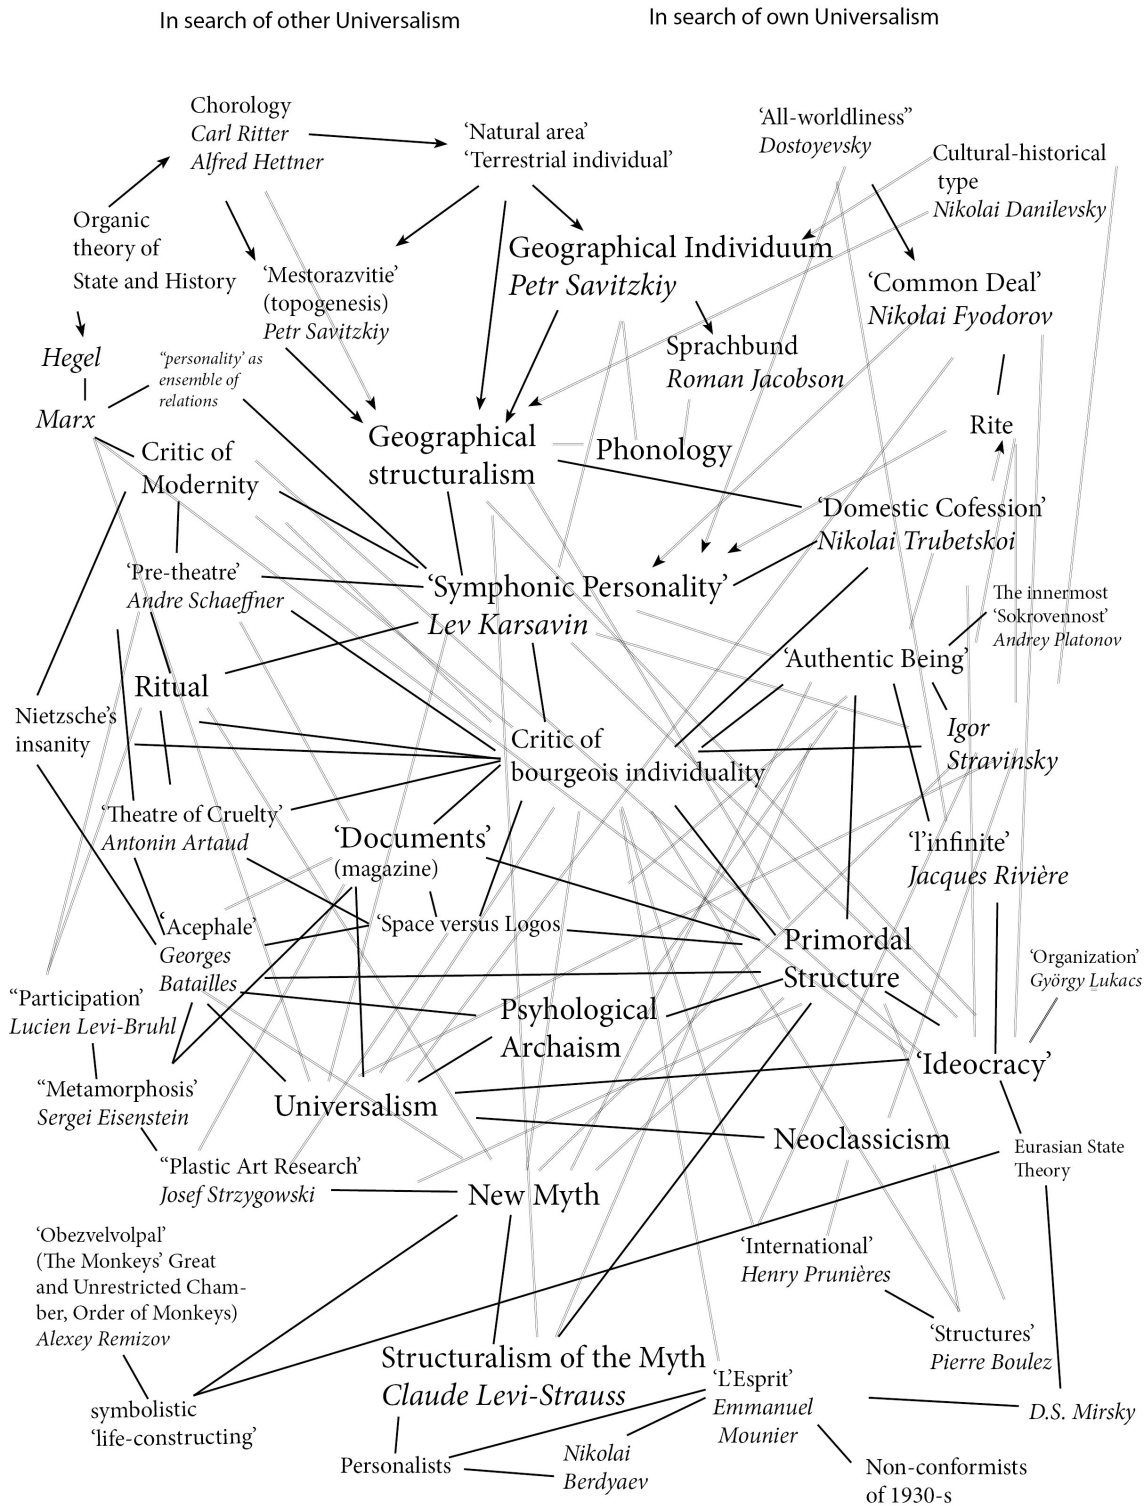 In search of other Universalism
In search of own Universalism
Chorology
Carl Ritter
Alfred Hettner
‘Natural area’
‘Terrestrial individual’
‘All-worldliness”
Dostoyevsky
Cultural-historical
type
Nikolai Danilevsky
Organic
theory of
State and History
‘Mestorazvitie’
(topogenesis)
Petr Savitzkiy
Geographical Individuum
Petr Savitzkiy
‘Common Deal’
Nikolai Fyodorov
Hegel
Marx
“personality’ as
ensemble of
relations
Sprachbund
Roman Jacobson
Critic of
Modernity
Geographical
structuralism
Phonology
Rite
‘Domestic Cofession’
Nikolai Trubetskoi
‘Pre-theatre’
Andre Schaeffner
‘Symphonic Personality’
Lev Karsavin
The innermost
‘Sokrovennost’
Andrey Platonov
‘Authentic Being’
Ritual
Nietzsche’s
insanity
Critic of
bourgeois individuality
Igor
Stravinsky
‘Theatre of Cruelty’
Antonin Artaud
‘Documents’
(magazine)
‘l’infinite’
Jacques Rivière
‘Acephale’
Georges
Batailles
‘Space versus Logos
Primordal
Structure
‘Organization’
György Lukacs
“Participation’
Lucien Levi-Bruhl
Psyhological
Archaism
‘Ideocracy’
“Metamorphosis’
Sergei Eisenstein
Universalism
Neoclassicism
Eurasian State
Theory
“Plastic Art Research’
Josef Strzygowski
New Myth
‘Obezvelvolpal’
(The Monkeys’ Great
and Unrestricted Cham-
ber, Order of Monkeys)
Alexey Remizov
‘International’
Henry Prunières
‘Structures’
Pierre Boulez
Structuralism of the Myth
Claude Levi-Strauss
‘L’Esprit’
Emmanuel
Mounier
D.S. Mirsky
symbolistic
‘life-constructing’
Personalists
Nikolai
Berdyaev
Non-conformists
of 1930-s